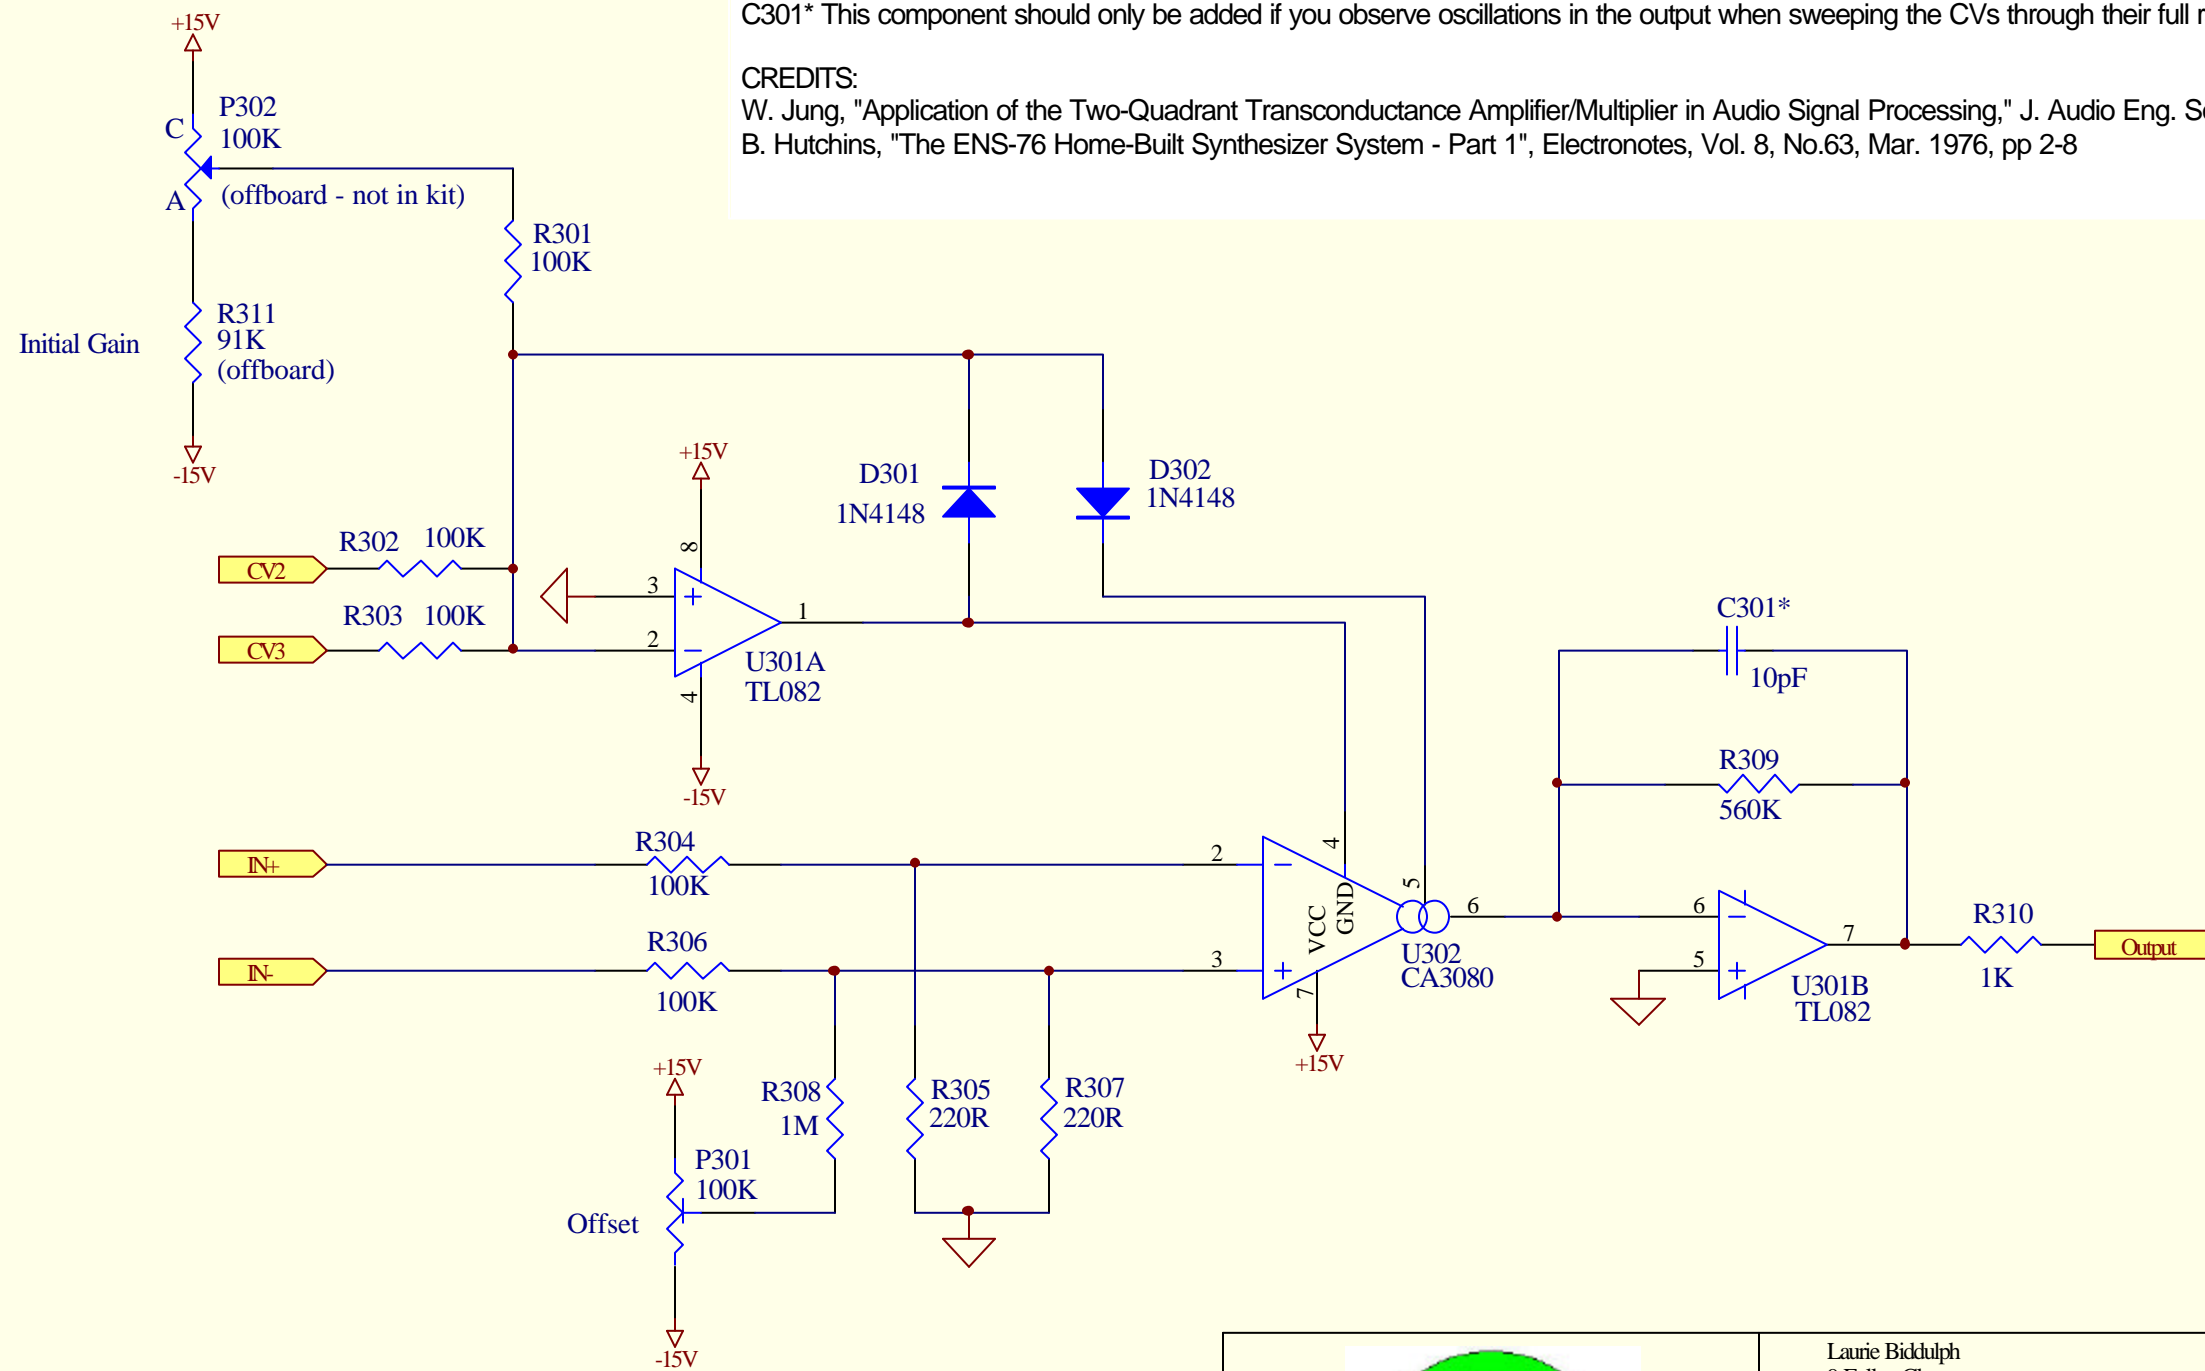 C301* This component should only be added if you observe oscillations in the output when sweeping the CVs through their full
CREDITS:
W. Jung, "Application of the Two-Quadrant Transconductance Amplifier/Multiplier in Audio Signal Processing," J. Audio Eng.
B. Hutchins, "The ENS-76 Home-Built Synthesizer System - Part 1", Electronotes, Vol. 8, No.63, Mar. 1976, pp 2-8
+15V
P302
C
100K
A
(offboard - not in kit)
R301
100K
R311
91K
(offboard)
Initial Gain
-15V
+15V
D301
1N4148
D302
1N4148
R302
100K
CV2
R303
100K
CV3
8
3
+
2
-
1
4
U301A
TL082
-15V
C301*
10pF
R309
560K
R304
100K
IN+
R306
100K
IN-
2
-
3
+
4
GND
VCC
7
5
6
U302
CA3080
+15V
6
-
5
+
7
U301B
TL082
R310
1K
Output
+15V
R308
1M
R305
220R
R307
220R
P301
100K
Offset
-15V
Laurie Biddulph